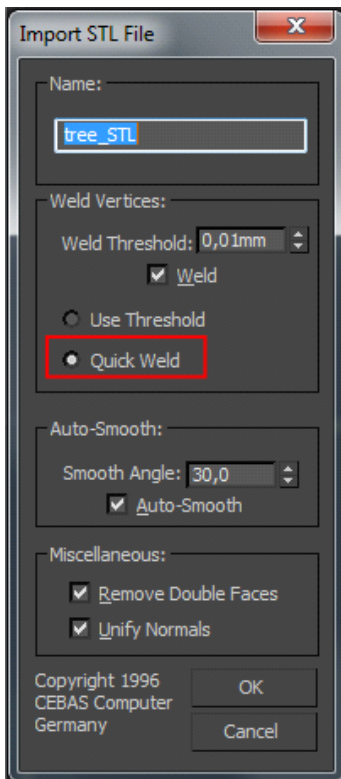 Import STL File
Name:
tree_STL
Weld Vertices:
Weld Threshold: 0,01mm
Weld
Use Threshold
Quick Weld
Auto-Smooth:
Smooth Angle: 30,0
Auto-Smooth
Miscellaneous:
Remove Double Faces
Unify Normals
Copyright 1996
CEBAS Computer
Germany
OK
Cancel